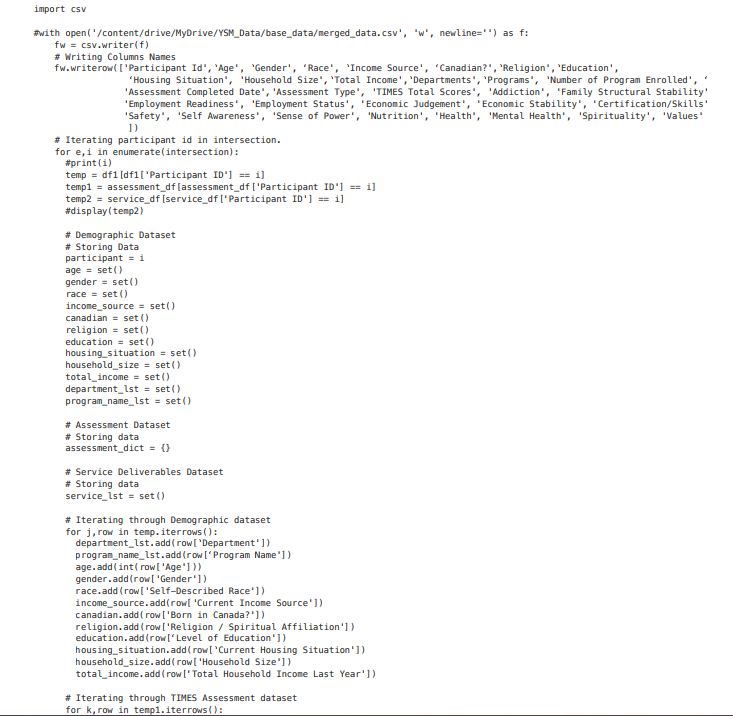 import csv
#with open('/content/drive/MyDrive/YSM_Data/base_data/merged_data.csv', 'w', newline='') as f:
fw = csv.writer(f)
# Writing Columns Names
fw.writerow(['Participant Id','Age', 'Gender', 'Race', 'Income Source', 'Canadian?','Religion','Education',
'Housing Situation', 'Household Size','Total Income','Departments','Programs', 'Number of Program Enrolled', '
'Assessment Completed Date','Assessment Type', 'TIMES Total Scores', 'Addiction', 'Family Structural Stability'
'Employment Readiness', 'Employment Status', 'Economic Judgement', 'Economic Stability', 'Certification/Skills'
'Safety', 'Self Awareness', 'Sense of Power', 'Nutrition', 'Health', 'Mental Health', 'Spirituality', 'Values'
])
# Iterating participant id in intersection.
for e,i in enumerate(intersection):
#print(i)
temp = df1[df1['Participant ID'] == i]
temp1 = assessment_df[assessment_df['Participant ID'] == i]
temp2 = service_df[service_df['Participant ID'] == i]
#display(temp2)
# Demographic Dataset
# Storing Data
participant = i
age = set()
gender = set()
race = set()
income_source = set()
canadian = set()
religion = set()
education = set()
housing_situation = set()
household_size = set()
total_income = set()
department_lst = set()
program_name_lst = set()
# Assessment Dataset
# Storing data
assessment_dict = {}
# Service Deliverables Dataset
# Storing data
service_lst = set()
# Iterating through Demographic dataset
for j,row in temp.iterrows():
department_lst.add(row['Department'])
program_name_lst.add(row['Program Name'])
age.add(int(row['Age']))
gender.add(row['Gender'])
race.add(row['Self-Described Race'])
income_source.add(row['Current Income Source'])
canadian.add(row['Born in Canada?'])
religion.add(row['Religion / Spiritual Affiliation'])
education.add(row['Level of Education'])
housing_situation.add(row['Current Housing Situation'])
household_size.add(row['Household Size'])
total_income.add(row['Total Household Income Last Year'])
# Iterating through TIMES Assessment dataset
for k,row in temp1.iterrows():